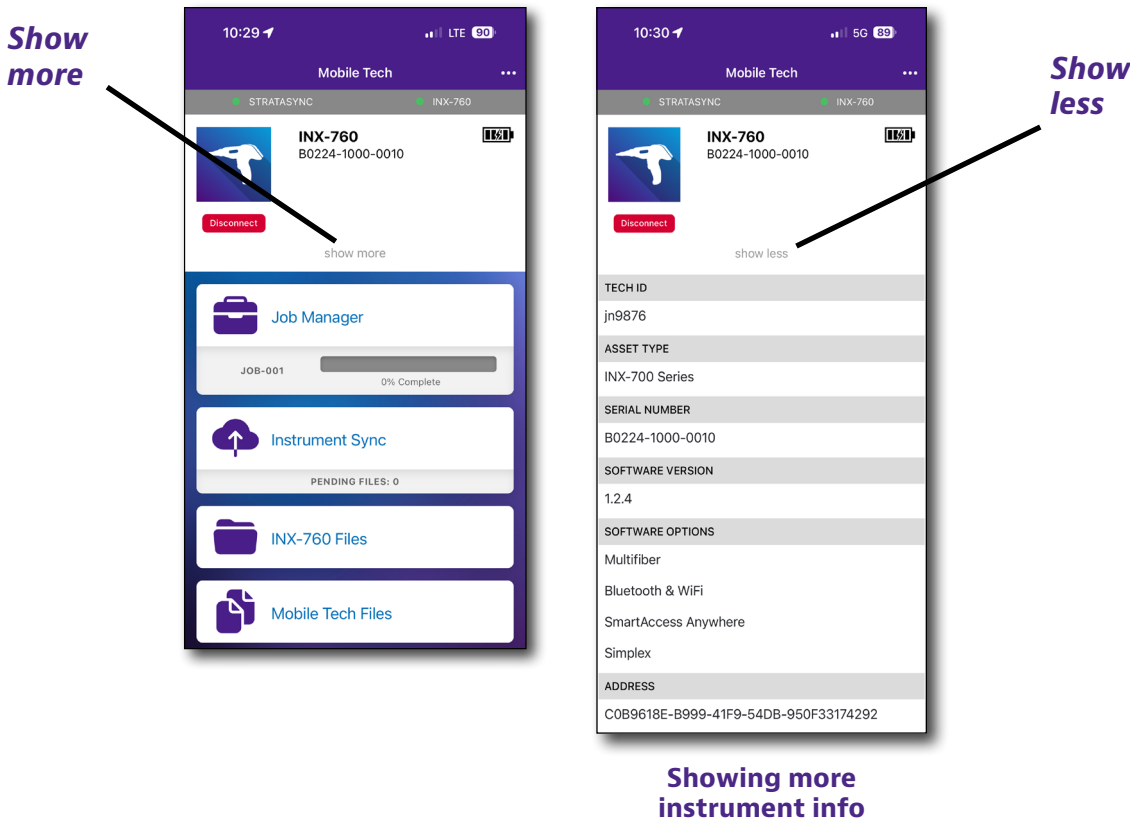 Show
more
10:29
LTE 90
Mobile Tech
STRATASYNC
INX-760
INX-760
B0224-1000-0010
Disconnect
show more
Job Manager
JOB-001
0% Complete
Instrument Sync
PENDING FILES: 0
INX-760 Files
Mobile Tech Files
10:30
5G 89
Mobile Tech
STRATASYNC
INX-760
INX-760
B0224-1000-0010
Disconnect
show less
TECH ID
jn9876
ASSET TYPE
INX-700 Series
SERIAL NUMBER
B0224-1000-0010
SOFTWARE VERSION
1.2.4
SOFTWARE OPTIONS
Multifiber
Bluetooth & WiFi
SmartAccess Anywhere
Simplex
ADDRESS
C0B9618E-B999-41F9-54DB-950F33174292
Show
less
Showing more
instrument info